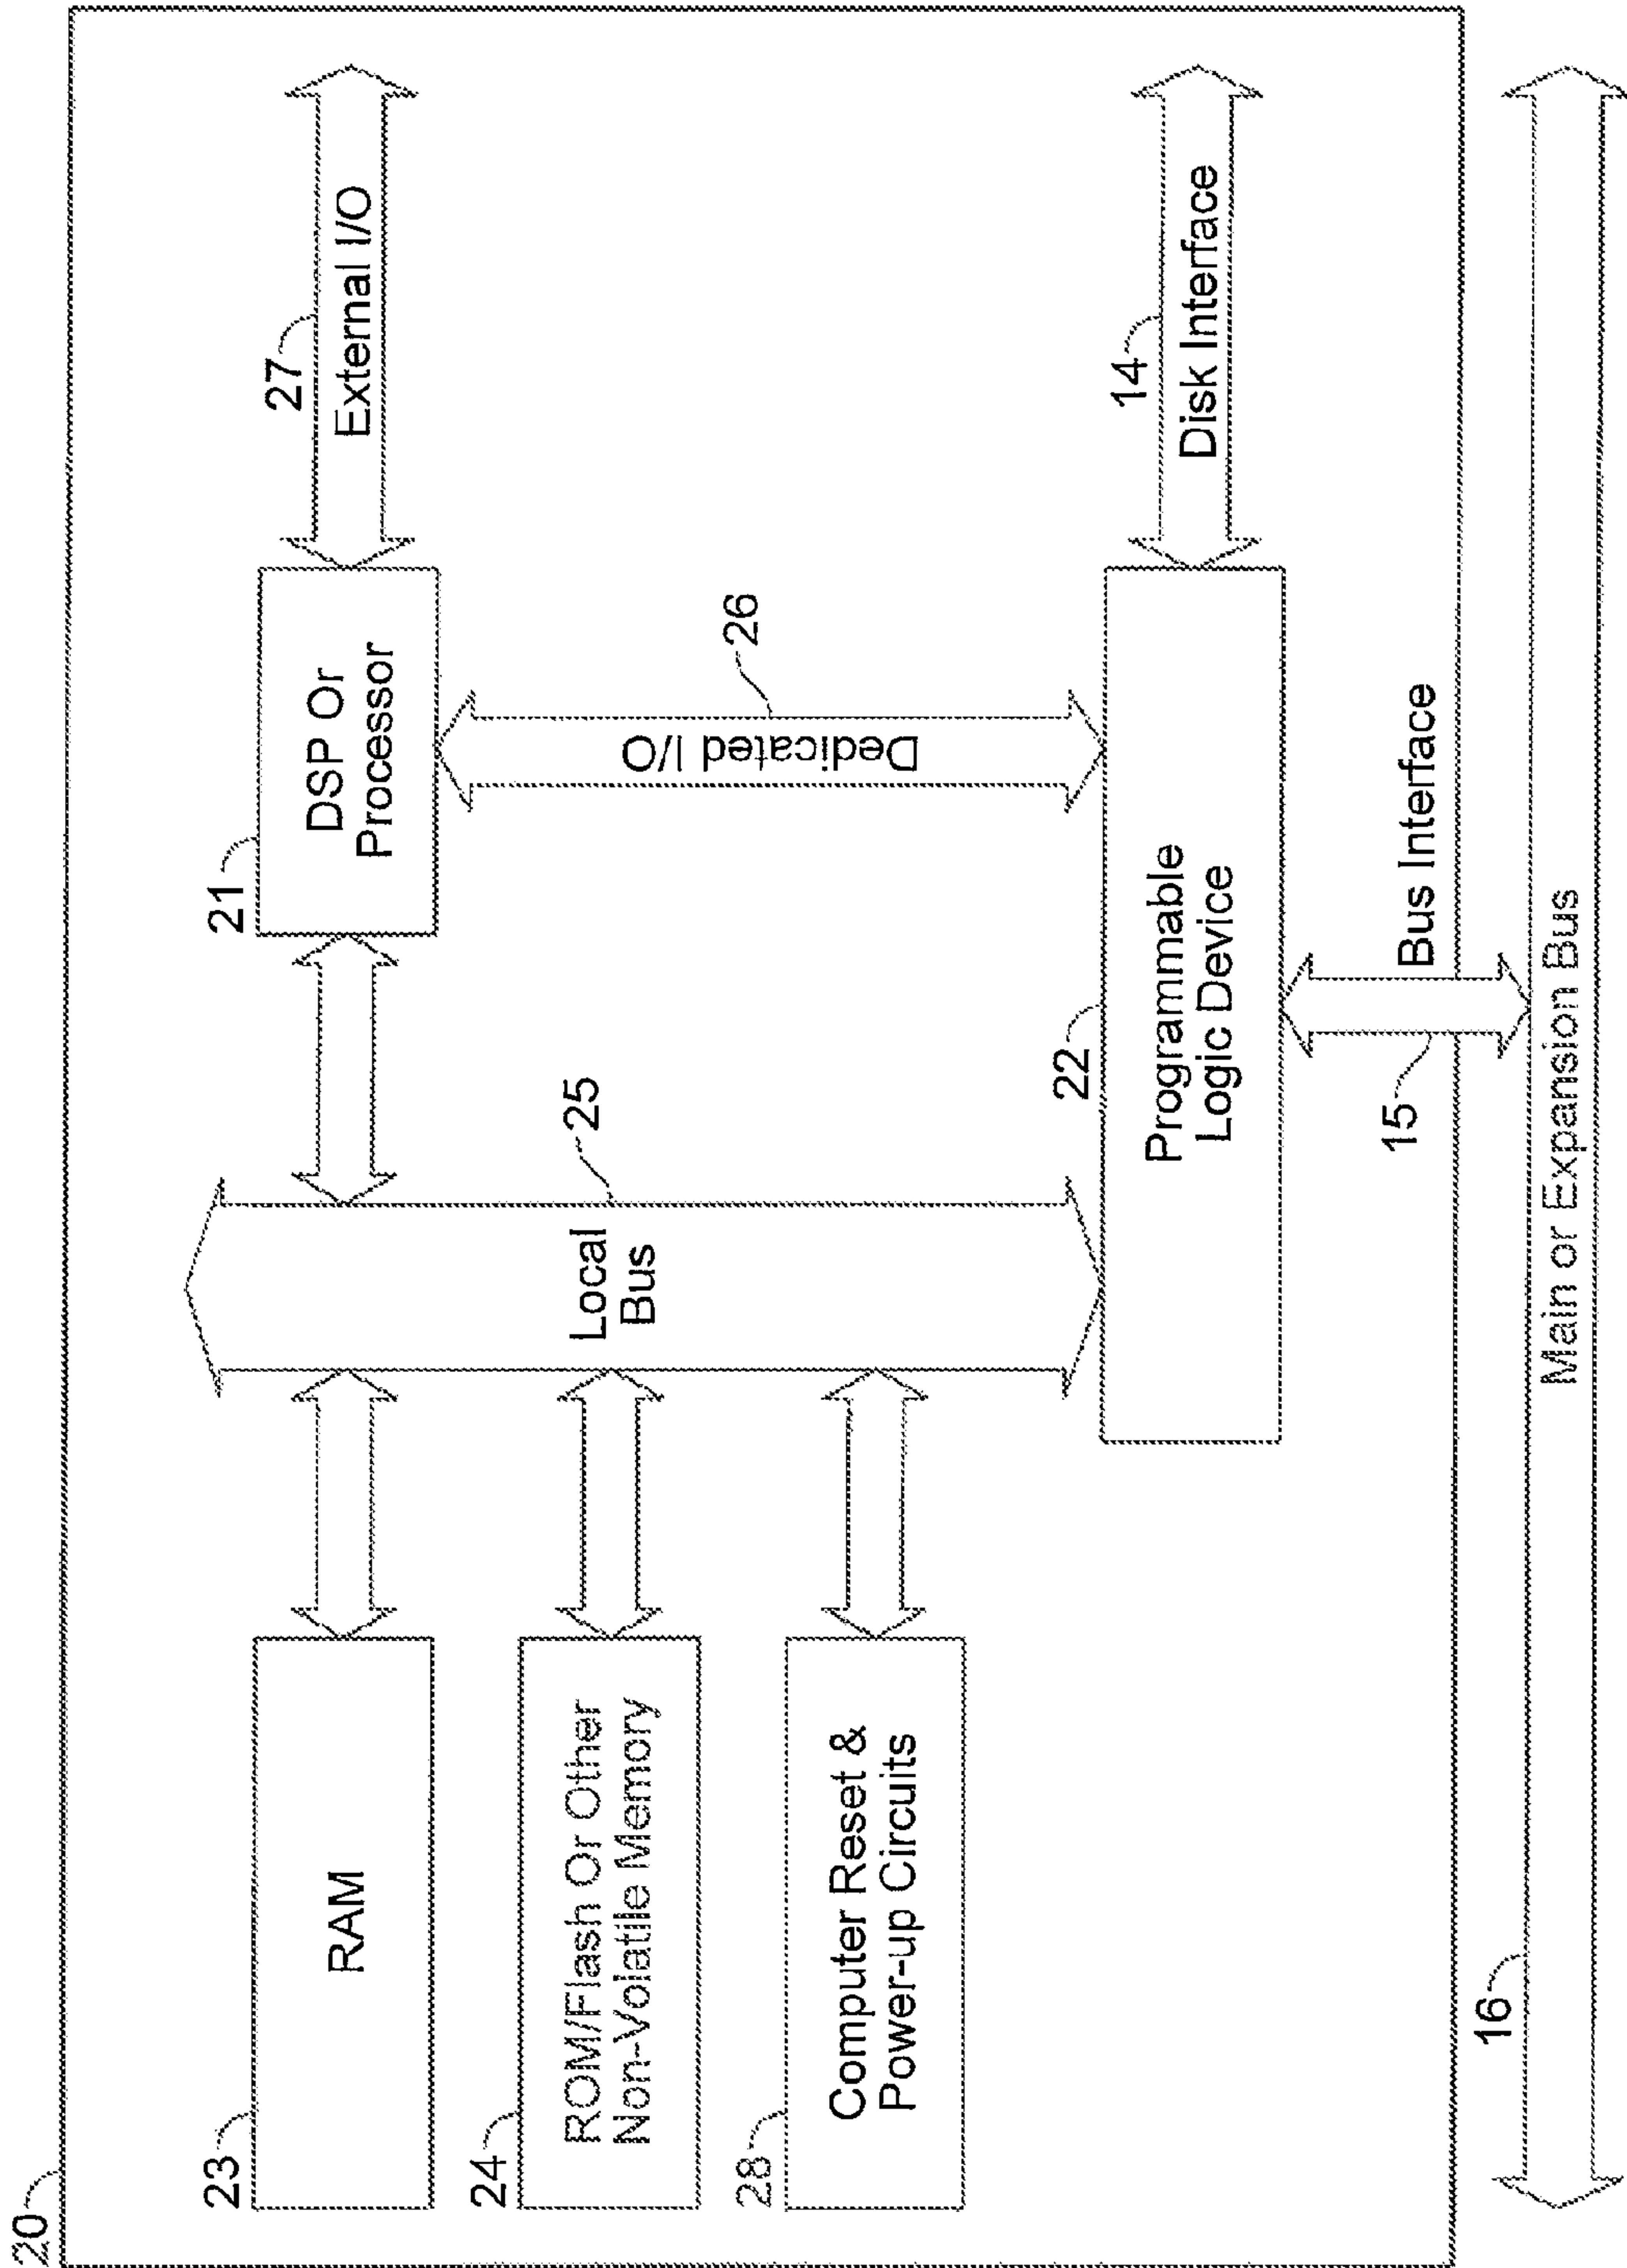 20
23
RAM
24
ROM/Flash Or Other
Non-Volatile Memory
28
Computer Reset &
Power-up Circuits
Local
Bus
25
21
DSP Or
Processor
27
External I/O
Dedicated I/O
26
22
Programmable
Logic Device
14
Disk Interface
15
Bus Interface
16
Main or Expansion Bus